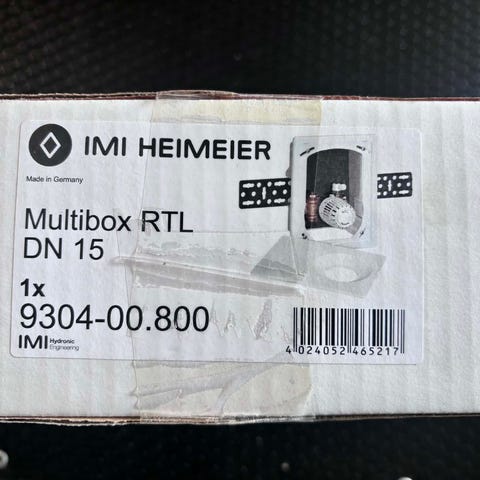 IMI HEIMEIER
Made in Germany
Multibox RTL
DN 15
1x
9304-00.800
IMI Hydronic
Engineering
4 024052 465217